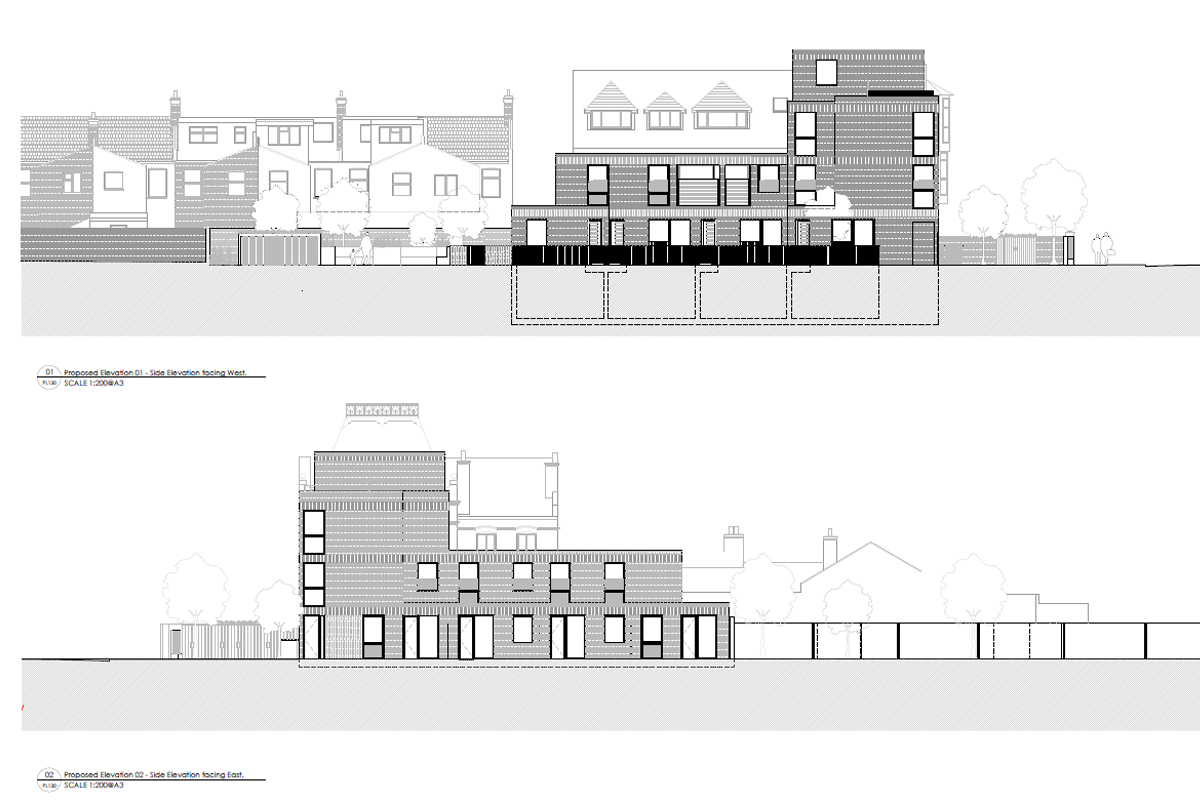 01 Proposed Elevation 01 - Side Elevation facing West.
PL130 SCALE 1:200@A3
02 Proposed Elevation 02 - Side Elevation facing East.
PL130 SCALE 1:200@A3